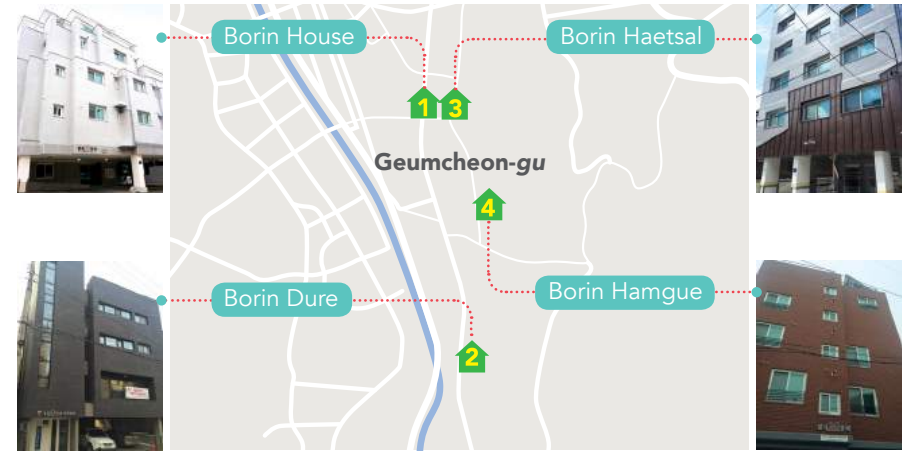 Borin House
Borin Haetsal
1
3
Geumcheon-gu
4
Borin Dure
Borin Hamgue
2